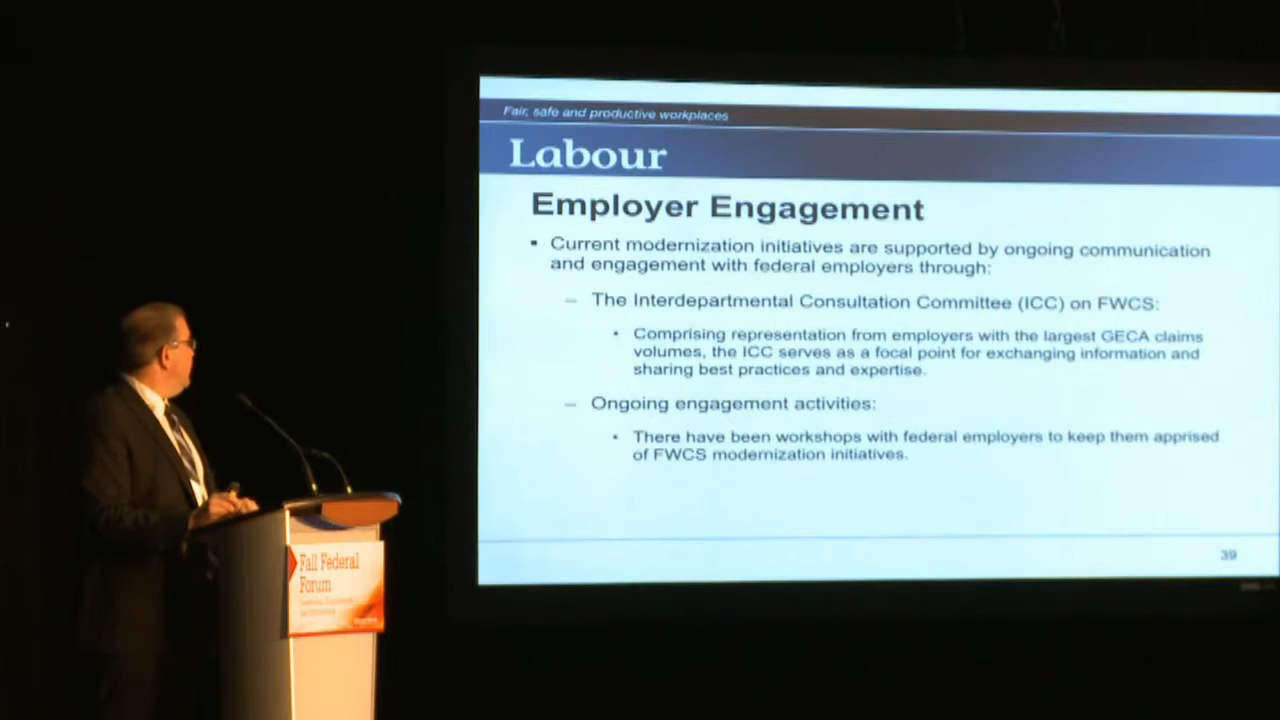 Fair, safe and productive workplaces
Labour
Employer Engagement
▪ Current modernization initiatives are supported by ongoing communication
and engagement with federal employers through:
– The Interdepartmental Consultation Committee (ICC) on FWCS:
• Comprising representation from employers with the largest GECA claims
volumes, the ICC serves as a focal point for exchanging information and
sharing best practices and expertise.
– Ongoing engagement activities:
• There have been workshops with federal employers to keep them apprised
of FWCS modernization initiatives.
39
Fall Federal
Forum